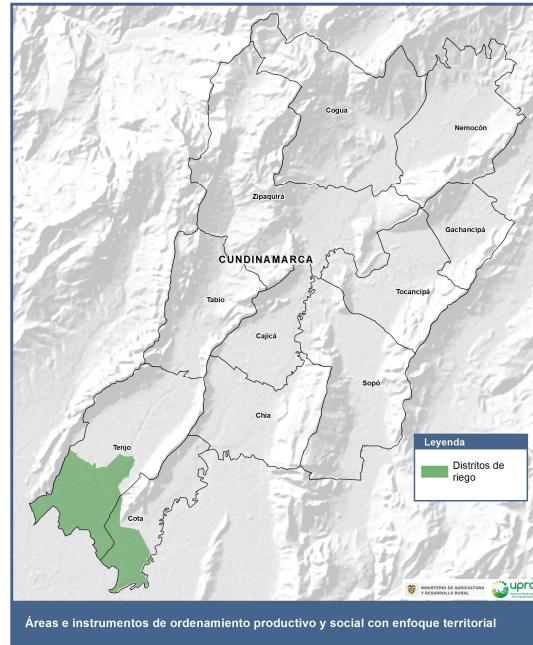 Cogua
Nemocón
Zipaquirá
Gachancipá
CUNDINAMARCA
Tocancipá
Tabio
Cajicá
Sopó
Chía
Tenjo
Cota
Leyenda
Distritos de
riego
MINISTERIO DE AGRICULTURA
Y DESARROLLO RURAL
upra
Áreas e instrumentos de ordenamiento productivo y social con enfoque territorial